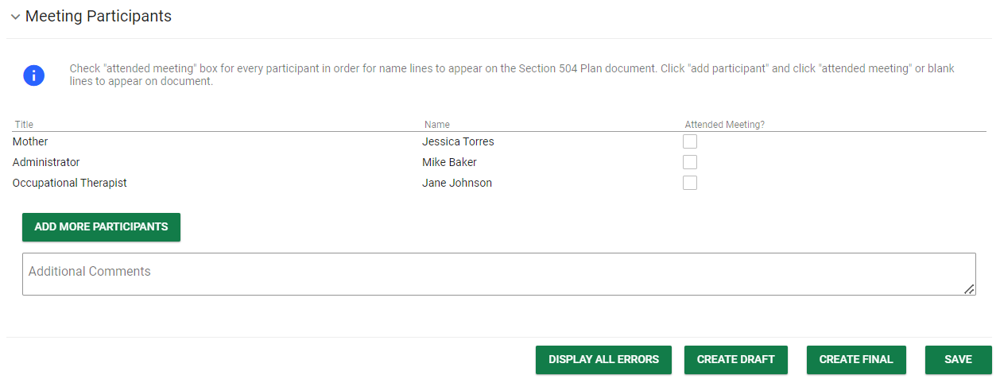 Meeting Participants
Check "attended meeting" box for every participant in order for name lines to appear on the Section 504 Plan document. Click "add participant" and click "attended meeting" or blank
lines to appear on document.
Title Name Attended Meeting?
Mother Jessica Torres
Administrator Mike Baker
Occupational Therapist Jane Johnson
ADD MORE PARTICIPANTS
Additional Comments
DISPLAY ALL ERRORS CREATE DRAFT CREATE FINAL SAVE